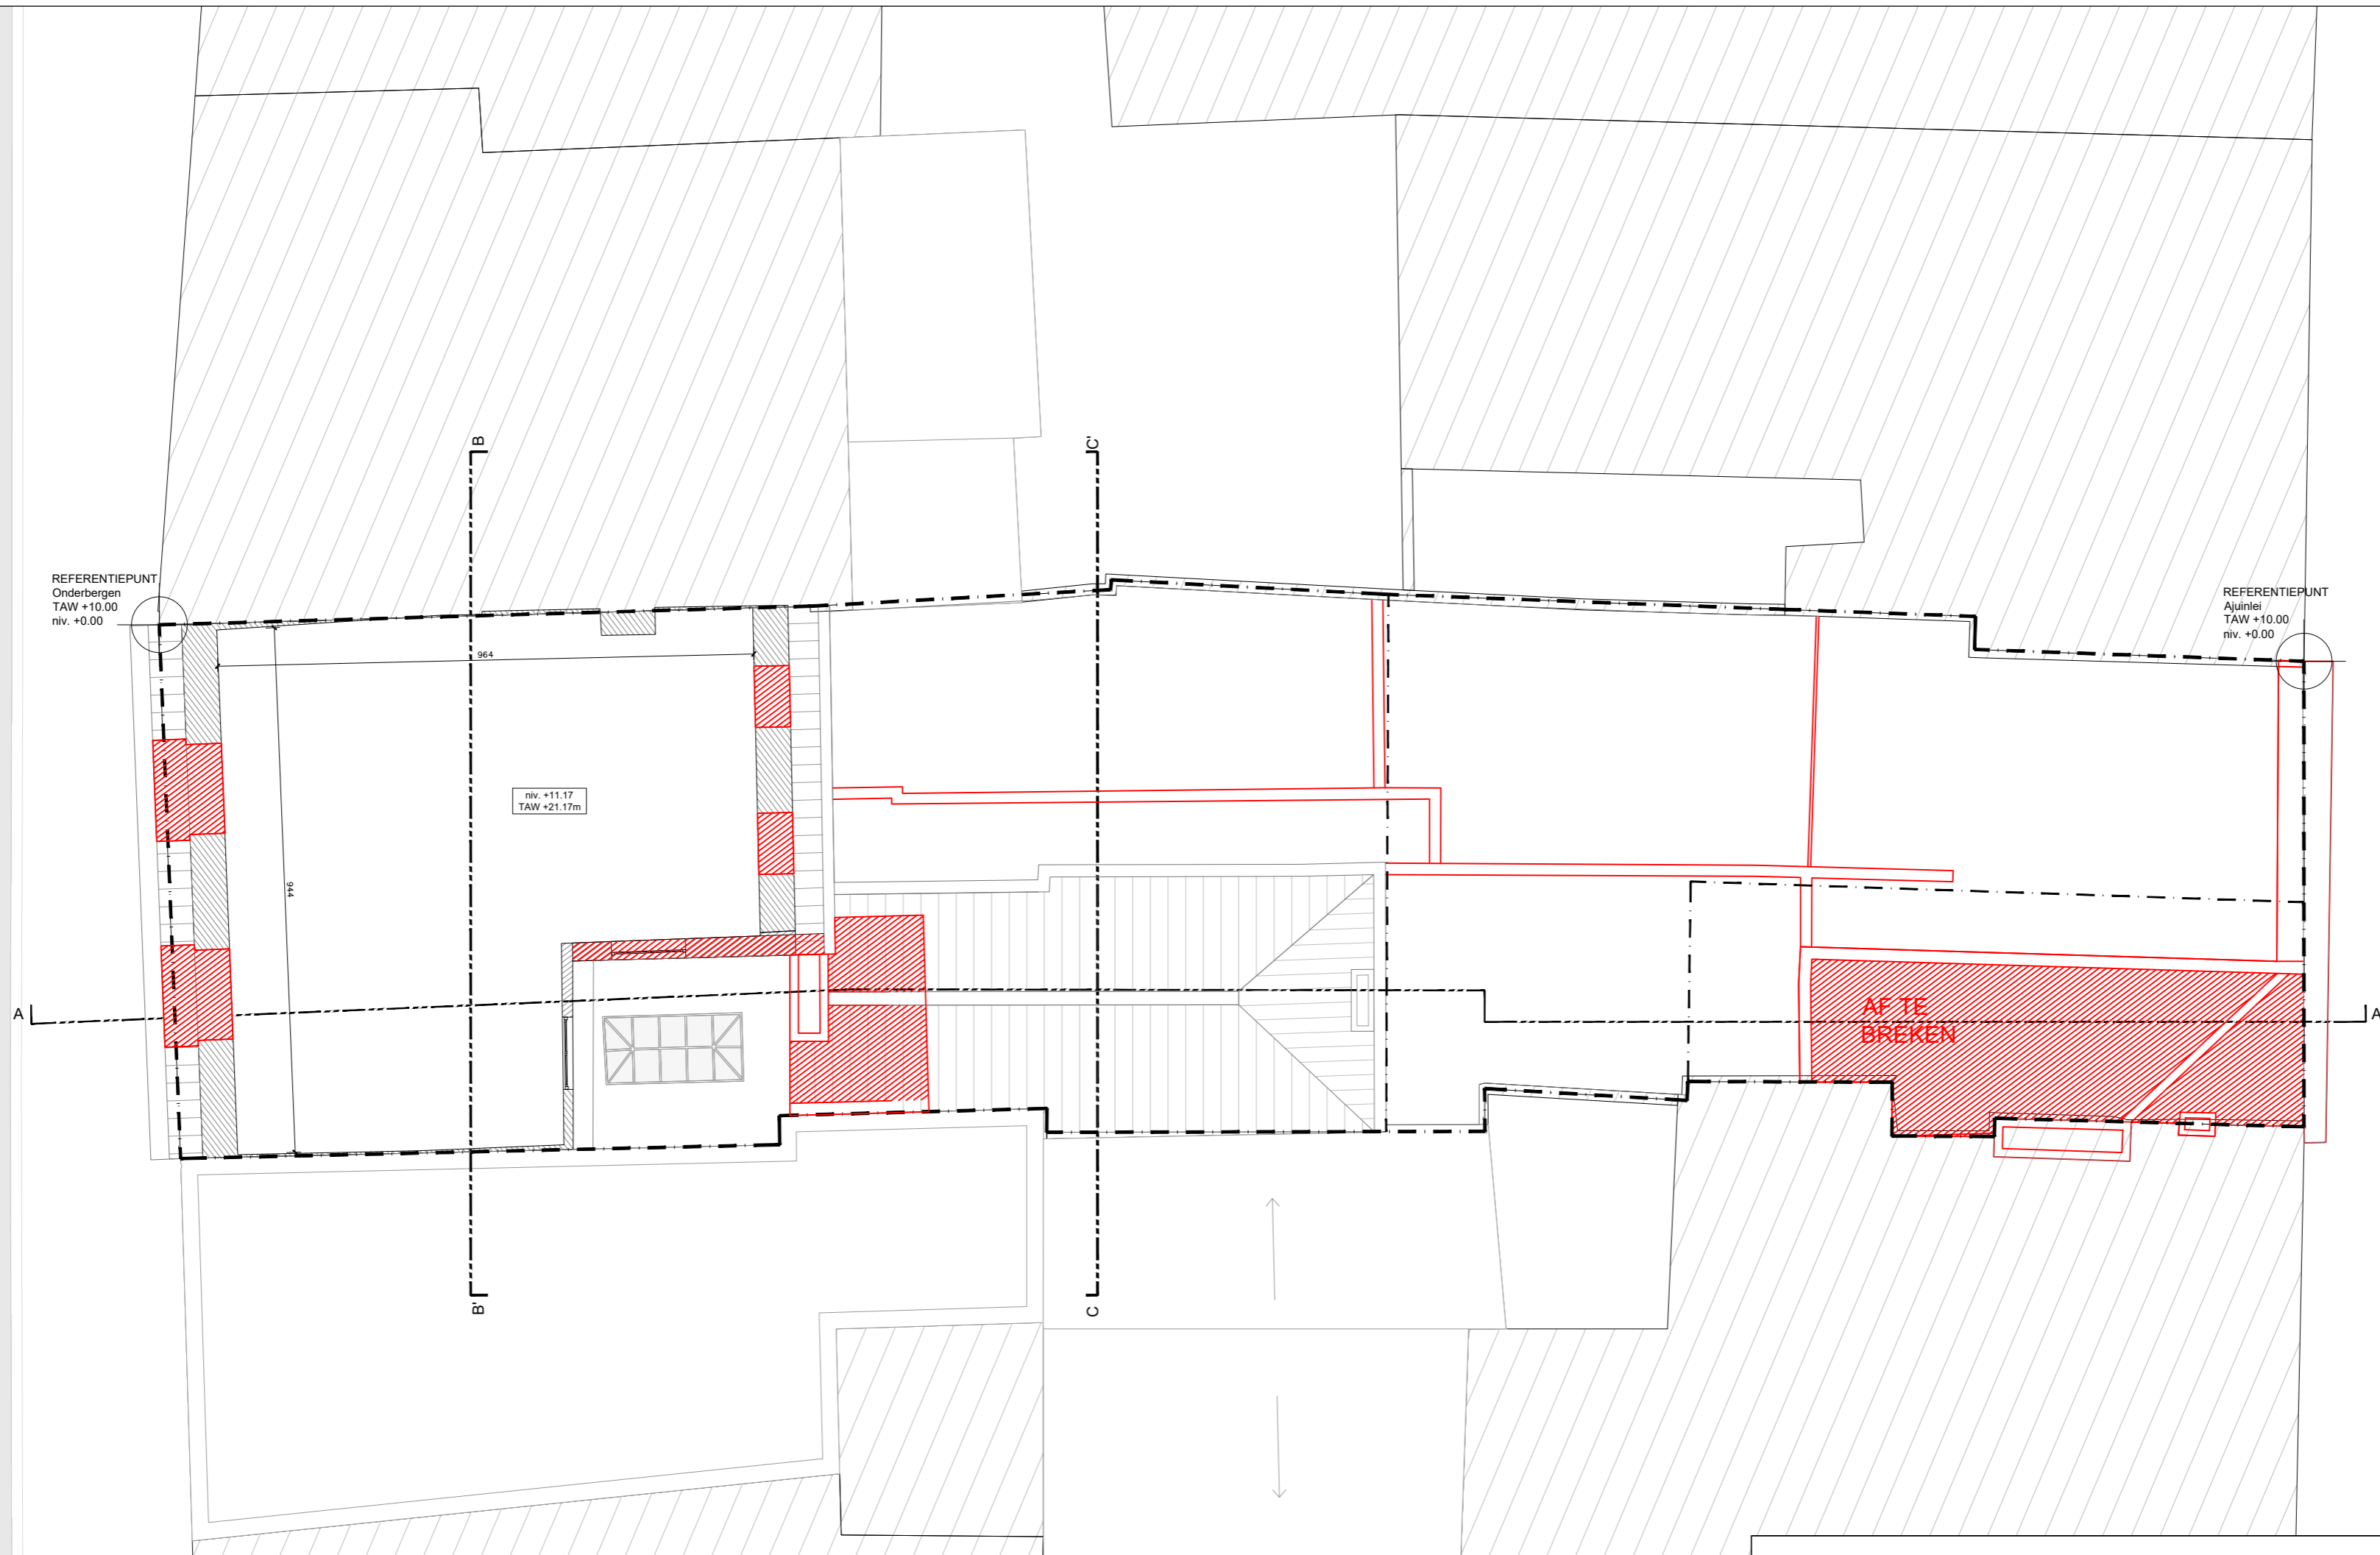 B
C'
REFERENTIEPUNT
Onderbergen
TAW +10.00
niv. +0.00
REFERENTIEPUNT
Ajuinlei
TAW +10.00
niv. +0.00
964
niv. +11.17
TAW +21.17m
944
A
AF TE
BREKEN
A
B'
C